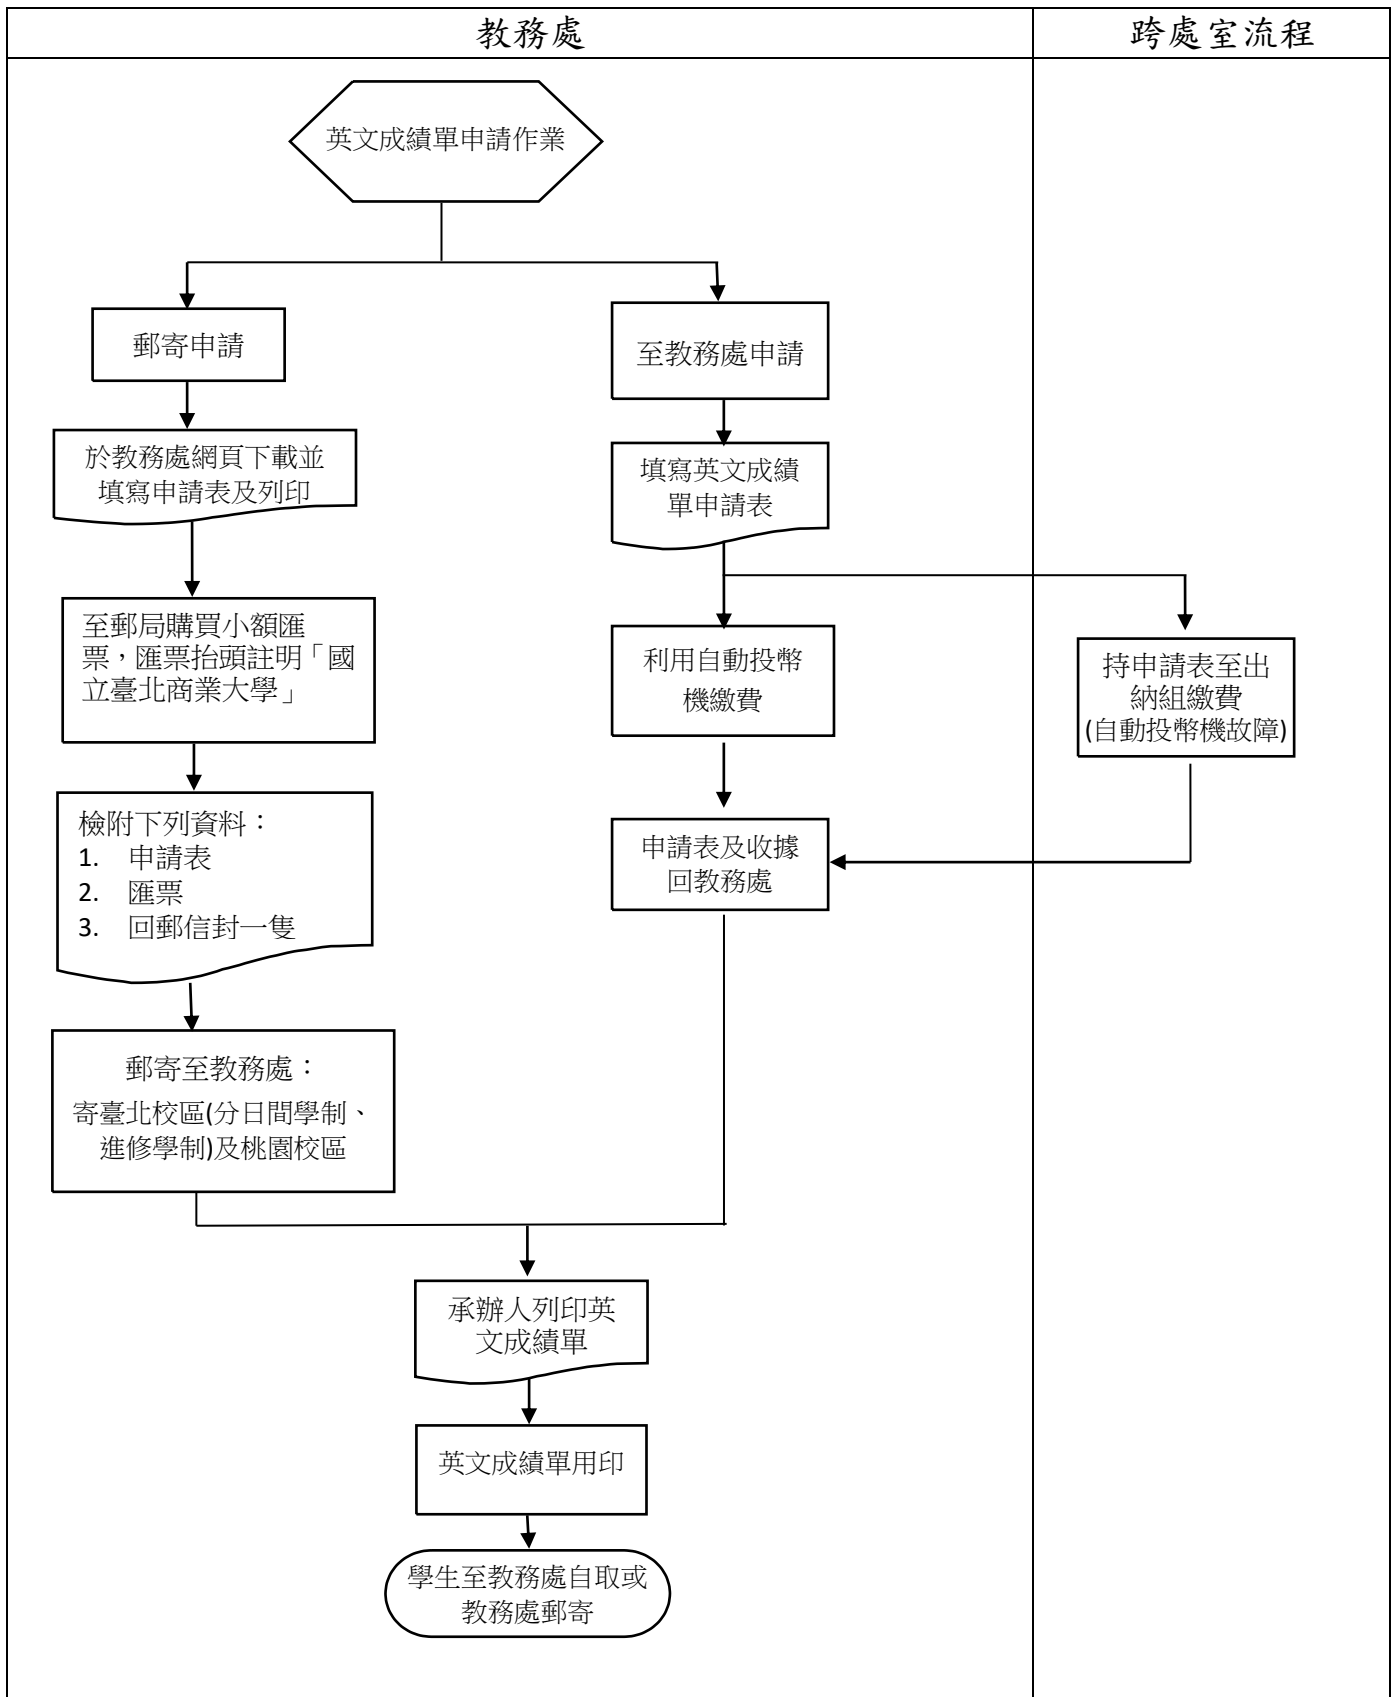 教務處
跨處室流程
英文成績單申請作業
郵寄申請
至教務處申請
於教務處網頁下載並
填寫申請表及列印
填寫英文成績
單申請表
至郵局購買小額匯
票，匯票抬頭註明「國
立臺北商業大學」
利用自動投幣
機繳費
持申請表至出
納組繳費
(自動投幣機故障)
檢附下列資料：
1. 申請表
2. 匯票
3. 回郵信封一隻
申請表及收據
回教務處
郵寄至教務處：
寄臺北校區(分日間學制、
進修學制)及桃園校區
承辦人列印英
文成績單
英文成績單用印
學生至教務處自取或
教務處郵寄